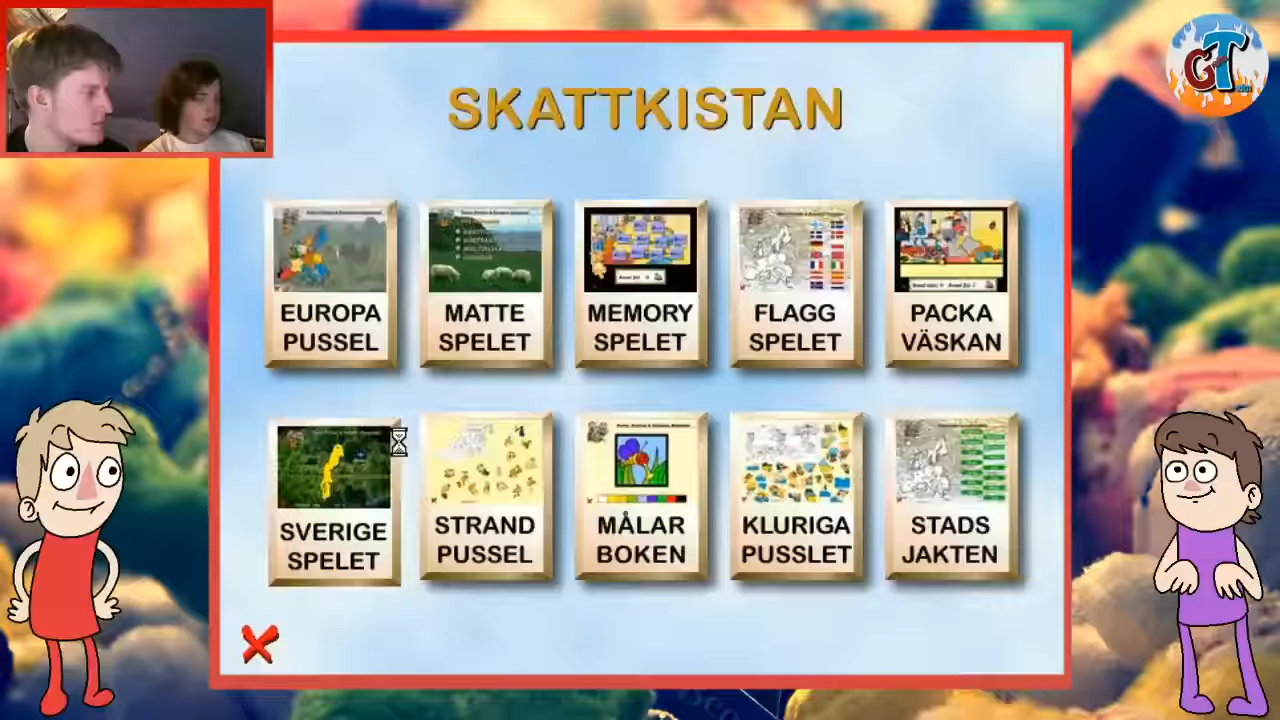 SKATTKISTAN
EUROPA
PUSSEL
MATTE
SPELET
MEMORY
SPELET
FLAGG
SPELET
PACKA
VÄSKAN
SVERIGE
SPELET
STRAND
PUSSEL
MÅLAR
BOKEN
KLURIGA
PUSSLET
STADS
JAKTEN
GT